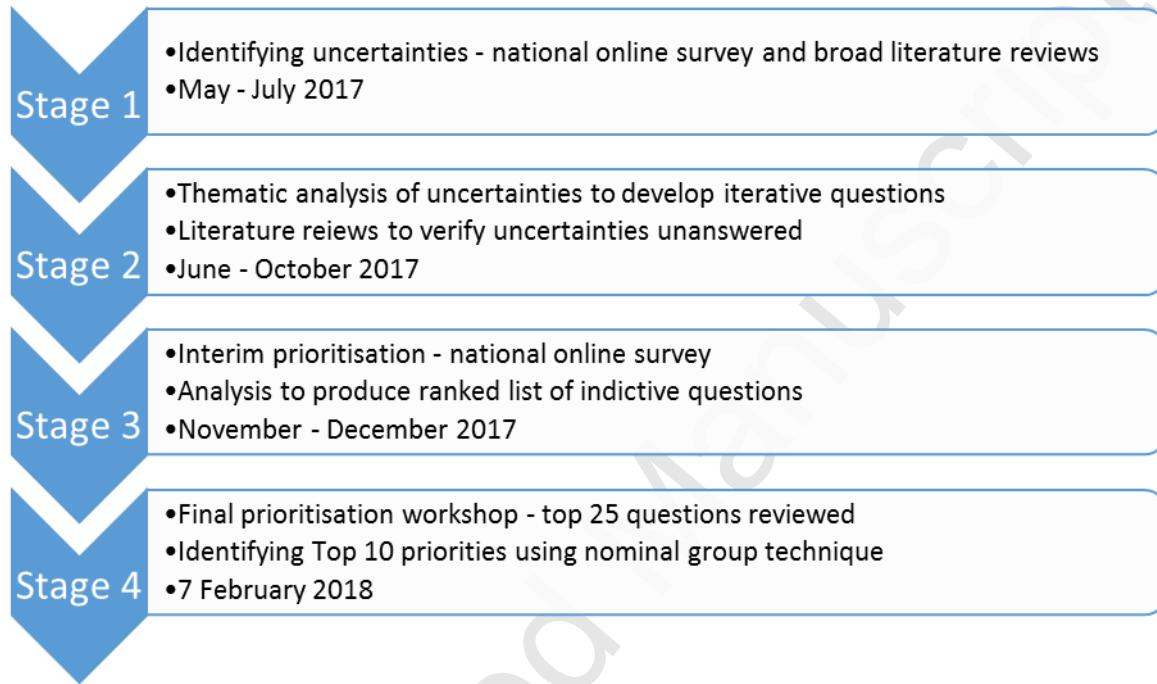 Stage 1
•Identifying uncertainties - national online survey and broad literature reviews
•May - July 2017
Stage 2
•Thematic analysis of uncertainties to develop iterative questions
•Literature reiews to verify uncertainties unanswered
•June - October 2017
Stage 3
•Interim prioritisation - national online survey
•Analysis to produce ranked list of indictive questions
•November - December 2017
Stage 4
•Final prioritisation workshop - top 25 questions reviewed
•Identifying Top 10 priorities using nominal group technique
•7 February 2018